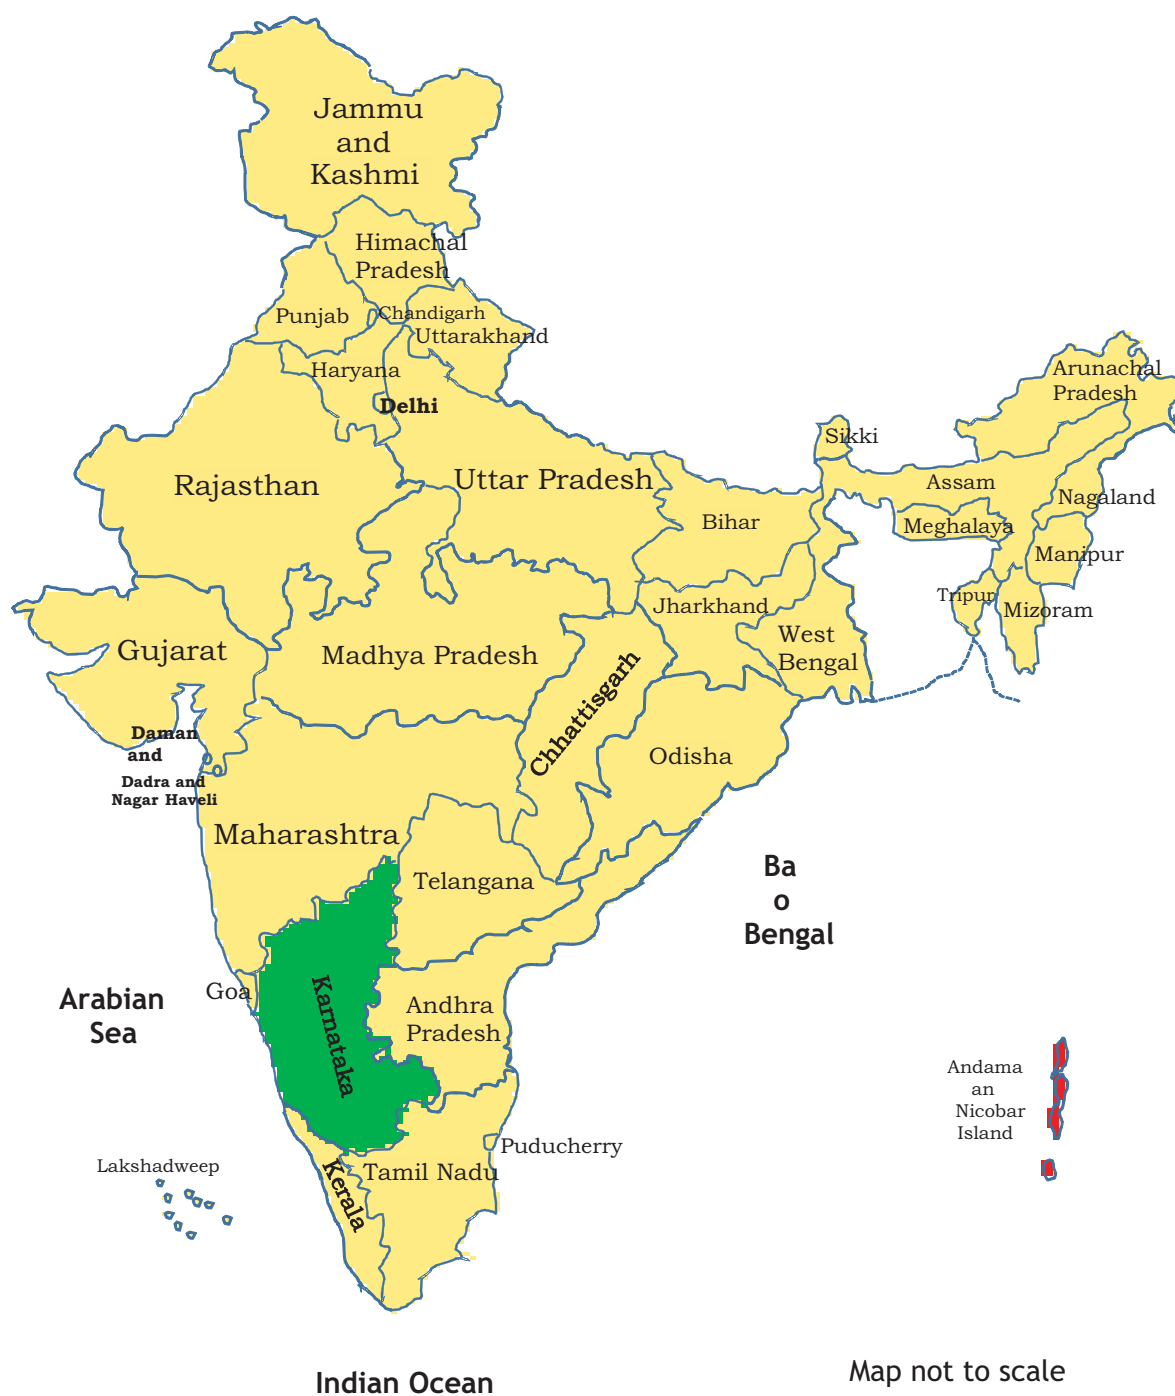 Jammu
and
Kashmi
Himachal
Pradesh
Punjab
Chandigarh
Uttarakhand
Haryana
Delhi
Arunachal
Pradesh
Sikki
Rajasthan
Uttar Pradesh
Assam
Nagaland
Bihar
Meghalaya
Manipur
Jharkhand
Tripur
Mizoram
Gujarat
Madhya Pradesh
West
Bengal
Chhattisgarh
Daman
and
Dadra and
Nagar Haveli
Odisha
Maharashtra
Telangana
Ba
o
Bengal
Goa
Arabian
Sea
Karnataka
Andhra
Pradesh
Andama
an
Nicobar
Island
Puducherry
Lakshadweep
Kerala
Tamil Nadu
Indian Ocean
Map not to scale